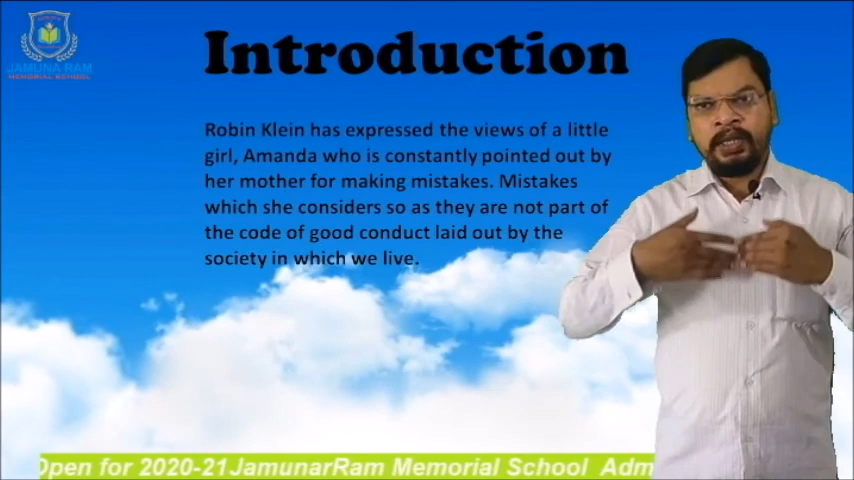 JAMUNA RAM
MEMORIAL SCHOOL
Introduction
Robin Klein has expressed the views of a little
girl, Amanda who is constantly pointed out by
her mother for making mistakes. Mistakes
which she considers so as they are not part of
the code of good conduct laid out by the
society in which we live.
Open for 2020-21JamunarRam Memorial School Adm